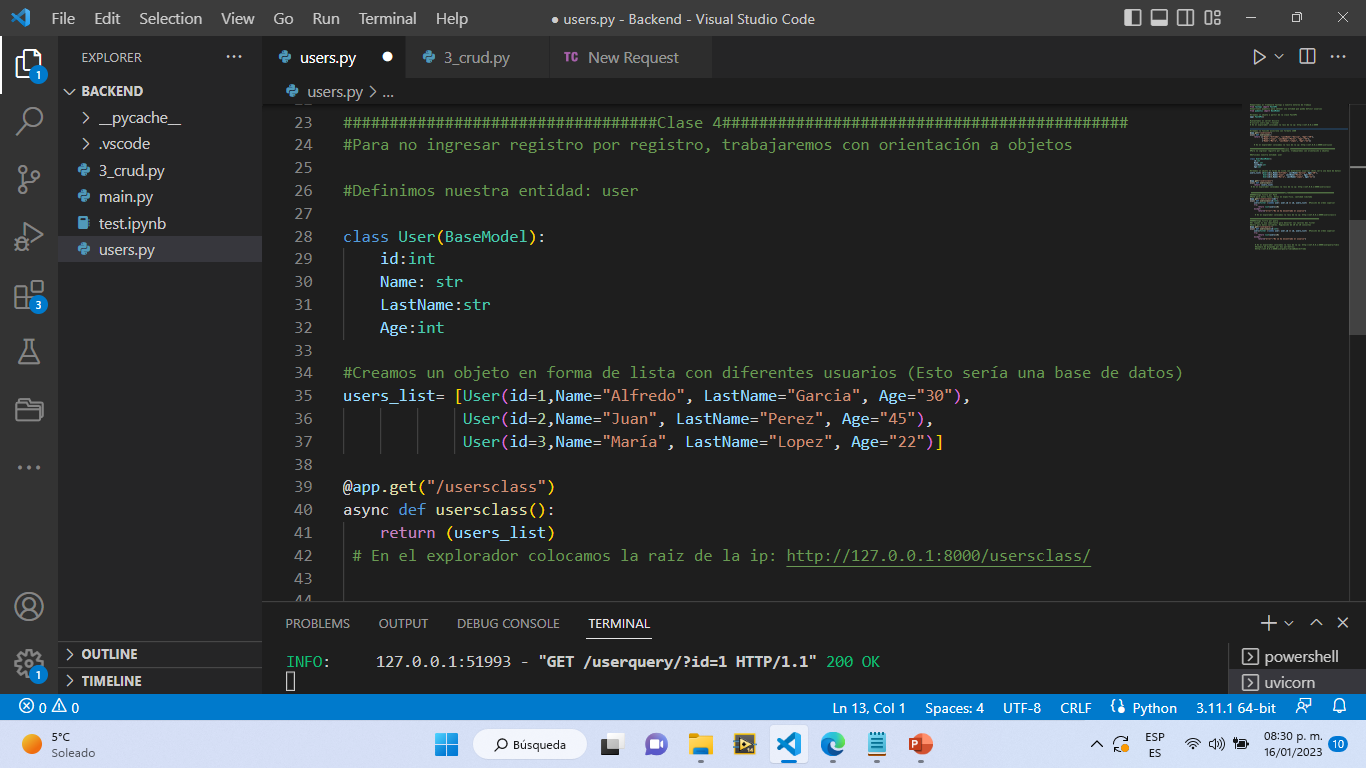 File Edit Selection View Go Run Terminal Help ● users.py - Backend - Visual Studio Code
EXPLORER ... users.py ● 3_crud.py TC New Request
1
BACKEND
users.py > ...
__pycache__
.vscode
3_crud.py
main.py
test.ipynb
users.py
3
23 ##################################Clase 4############################################
24 #Para no ingresar registro por registro, trabajaremos con orientación a objetos
25
26 #Definimos nuestra entidad: user
27
28 class User(BaseModel):
29 id:int
30 Name: str
31 LastName:str
32 Age:int
33
34 #Creamos un objeto en forma de lista con diferentes usuarios (Esto sería una base de datos)
35 users_list= [User(id=1,Name="Alfredo", LastName="Garcia", Age="30"),
36 User(id=2,Name="Juan", LastName="Perez", Age="45"),
37 User(id=3,Name="María", LastName="Lopez", Age="22")]
38
39 @app.get("/usersclass")
40 async def usersclass():
41 return (users_list)
42 # En el explorador colocamos la raiz de la ip: http://127.0.0.1:8000/usersclass/
43
44
PROBLEMS OUTPUT DEBUG CONSOLE TERMINAL
INFO: 127.0.0.1:51993 - "GET /userquery/?id=1 HTTP/1.1" 200 OK
powershell
uvicorn
OUTLINE
TIMELINE
1
0 0 Ln 13, Col 1 Spaces: 4 UTF-8 CRLF Python 3.11.1 64-bit
5°C
Soleado
Búsqueda
ESP
ES
08:30 p. m.
16/01/2023
10